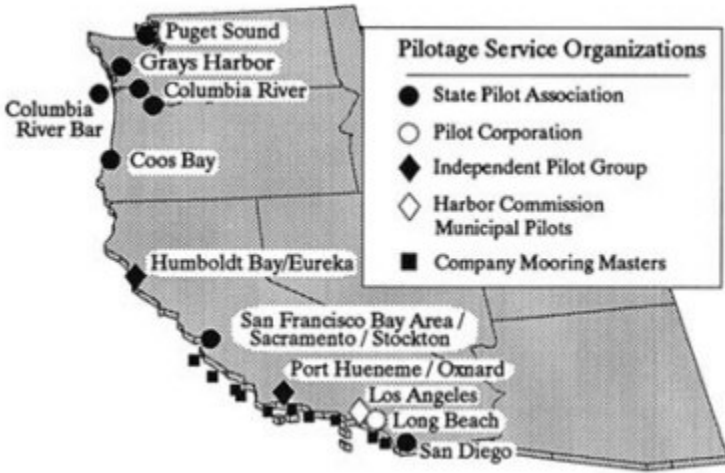 Puget Sound
Grays Harbor
Columbia River
Columbia
River Bar
Coos Bay
Humboldt Bay/Eureka
San Francisco Bay Area /
Sacramento / Stockton
Port Hueneme / Oxnard
Los Angeles
Long Beach
San Diego
Pilotage Service Organizations
State Pilot Association
Pilot Corporation
Independent Pilot Group
Harbor Commission
Municipal Pilots
Company Mooring Masters